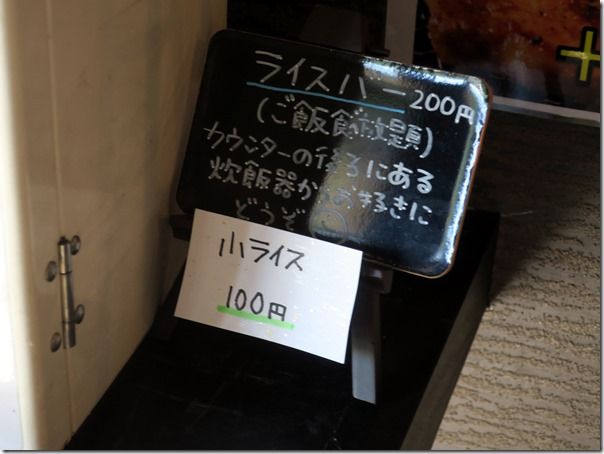 ライスバー200円
(ご飯食放題)
カウンターの後ろにある
炊飯器からお好きに
どうぞ
小ライス
100円